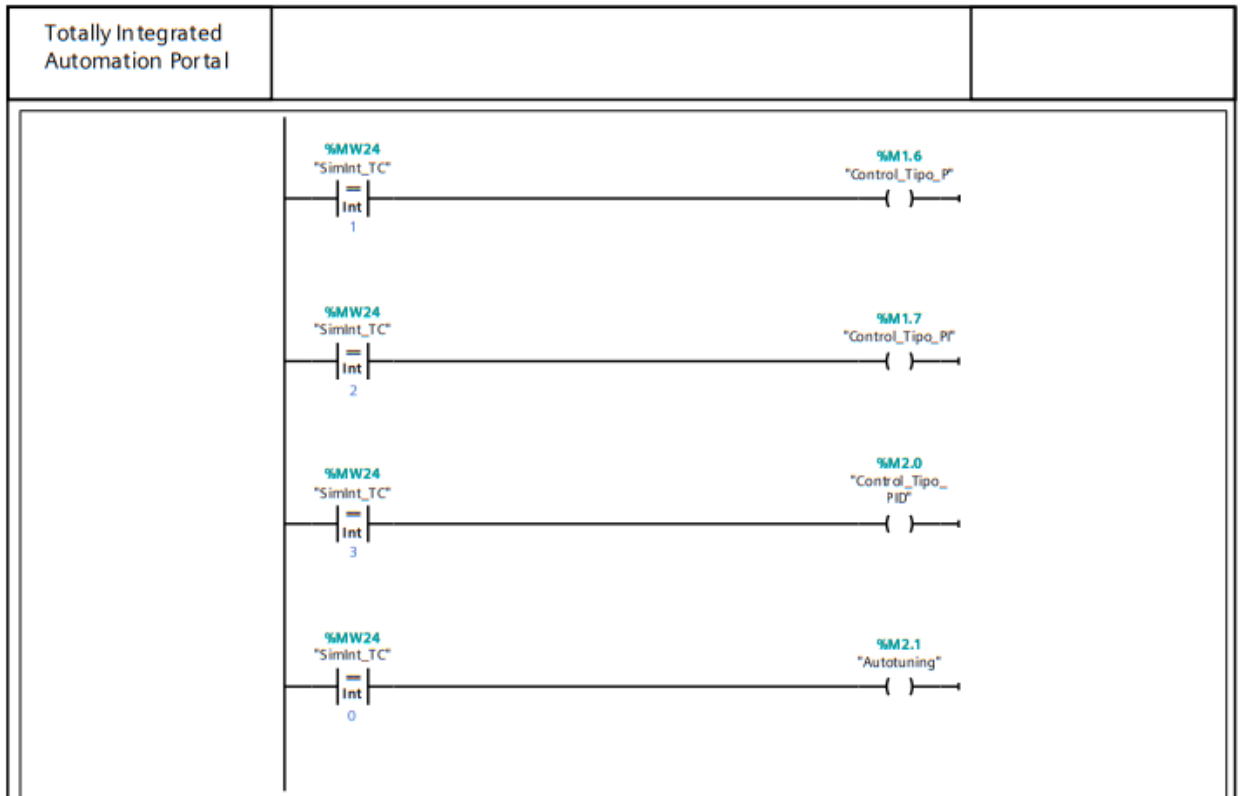 Totally Integrated
Automation Portal
%MW24
"SimInt_TC"
==
Int
1
%M1.6
"Control_Tipo_P"
%MW24
"SimInt_TC"
==
Int
2
%M1.7
"Control_Tipo_PI"
%MW24
"SimInt_TC"
==
Int
3
%M2.0
"Control_Tipo_
PID"
%MW24
"SimInt_TC"
==
Int
0
%M2.1
"Autotuning"